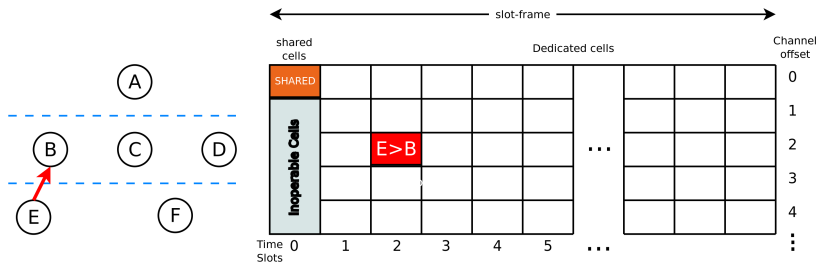 slot-frame
shared
cells
Dedicated cells
Channel
offset
SHARED
0
Inoperable Cells
1
E>B
...
2
3
4
Time
Slots
0 1 2 3 4 5 ... ⋮
A
B C D
E F